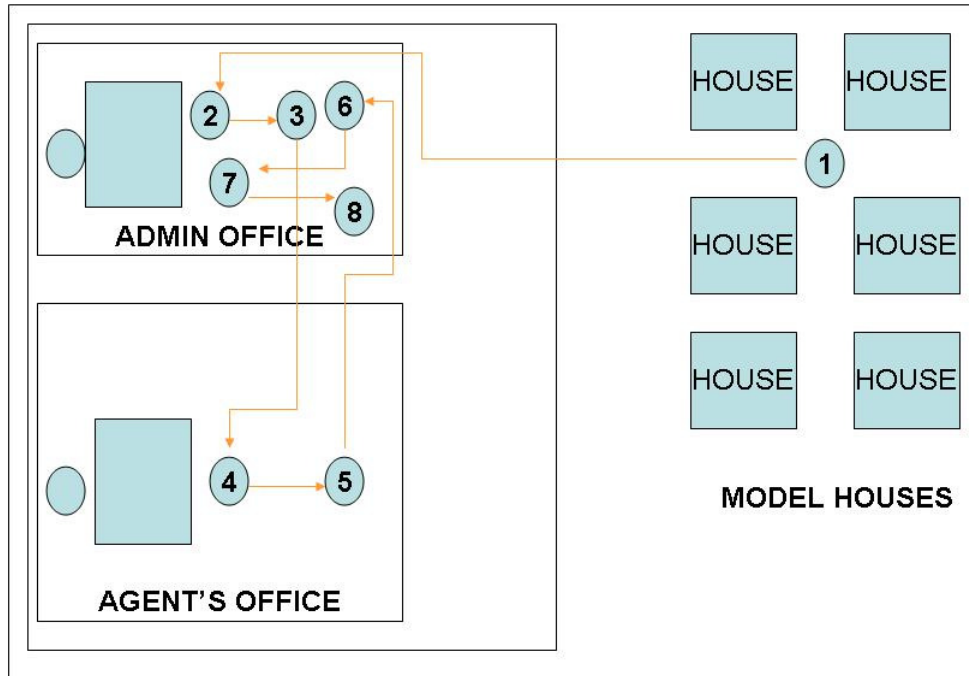 HOUSE HOUSE
2 3 6
1
7
8
ADMIN OFFICE
HOUSE HOUSE
HOUSE HOUSE
4 5
MODEL HOUSES
AGENT’S OFFICE